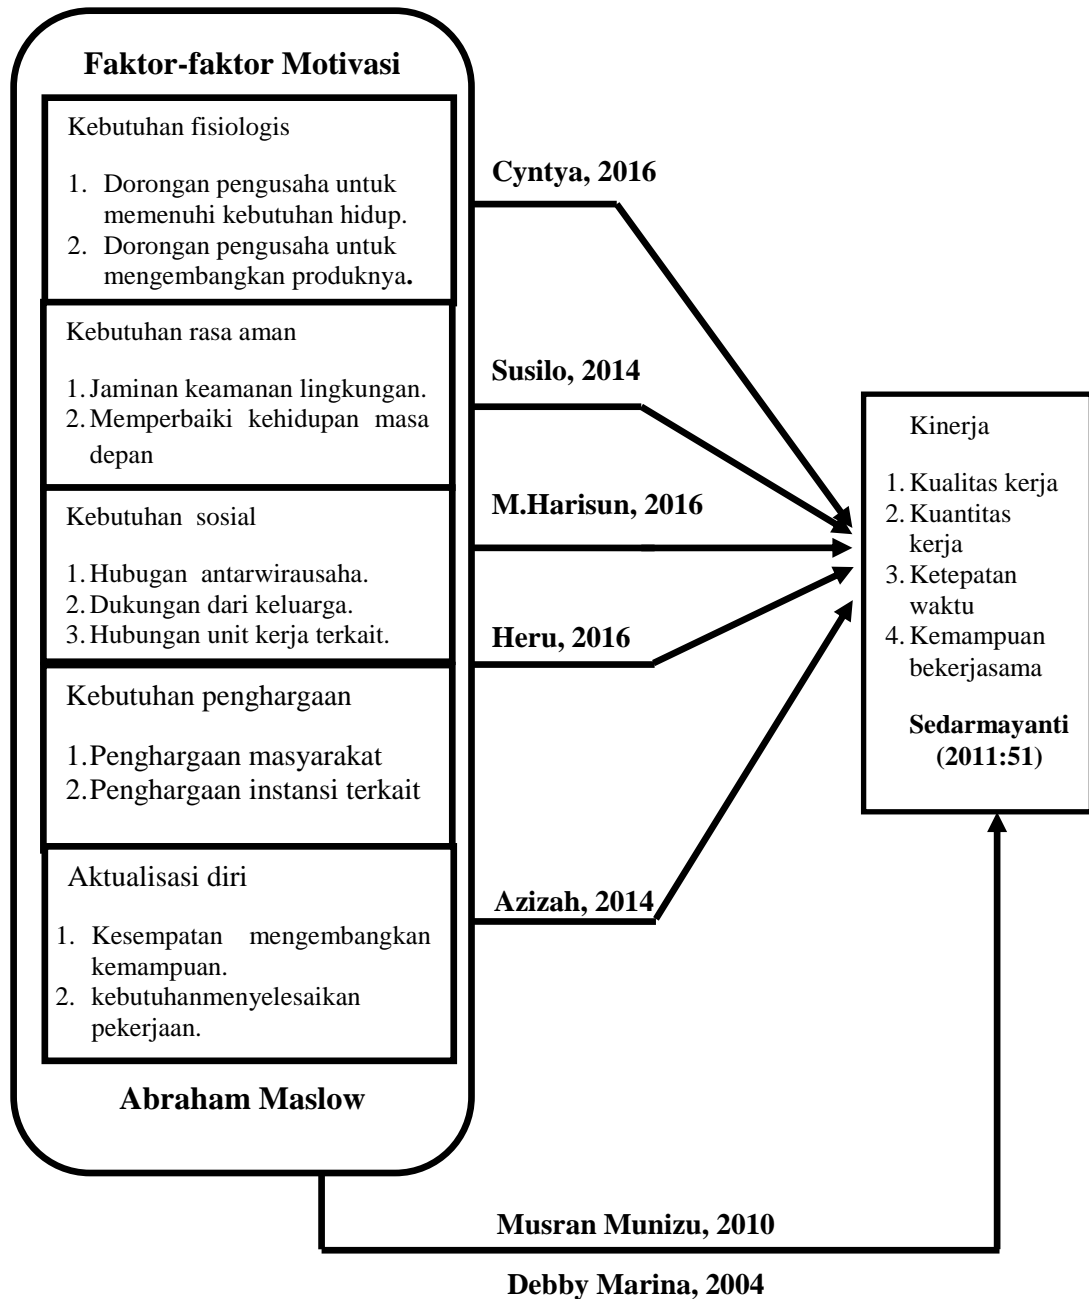 Faktor-faktor Motivasi
Kebutuhan fisiologis
1. Dorongan pengusaha untuk
memenuhi kebutuhan hidup.
2. Dorongan pengusaha untuk
mengembangkan produknya.
Kebutuhan rasa aman
1. Jaminan keamanan lingkungan.
2. Memperbaiki kehidupan masa
depan
Kebutuhan sosial
1. Hubugan antarwirausaha.
2. Dukungan dari keluarga.
3. Hubungan unit kerja terkait.
Kebutuhan penghargaan
1. Penghargaan masyarakat
2. Penghargaan instansi terkait
Aktualisasi diri
1. Kesempatan mengembangkan
kemampuan.
2. kebutuhanmenyelesaikan
pekerjaan.
Abraham Maslow
Cyntya, 2016
Susilo, 2014
M.Harisun, 2016
Heru, 2016
Azizah, 2014
Kinerja
1. Kualitas kerja
2. Kuantitas
kerja
3. Ketepatan
waktu
4. Kemampuan
bekerjasama
Sedarmayanti
(2011:51)
Musran Munizu, 2010
Debby Marina, 2004